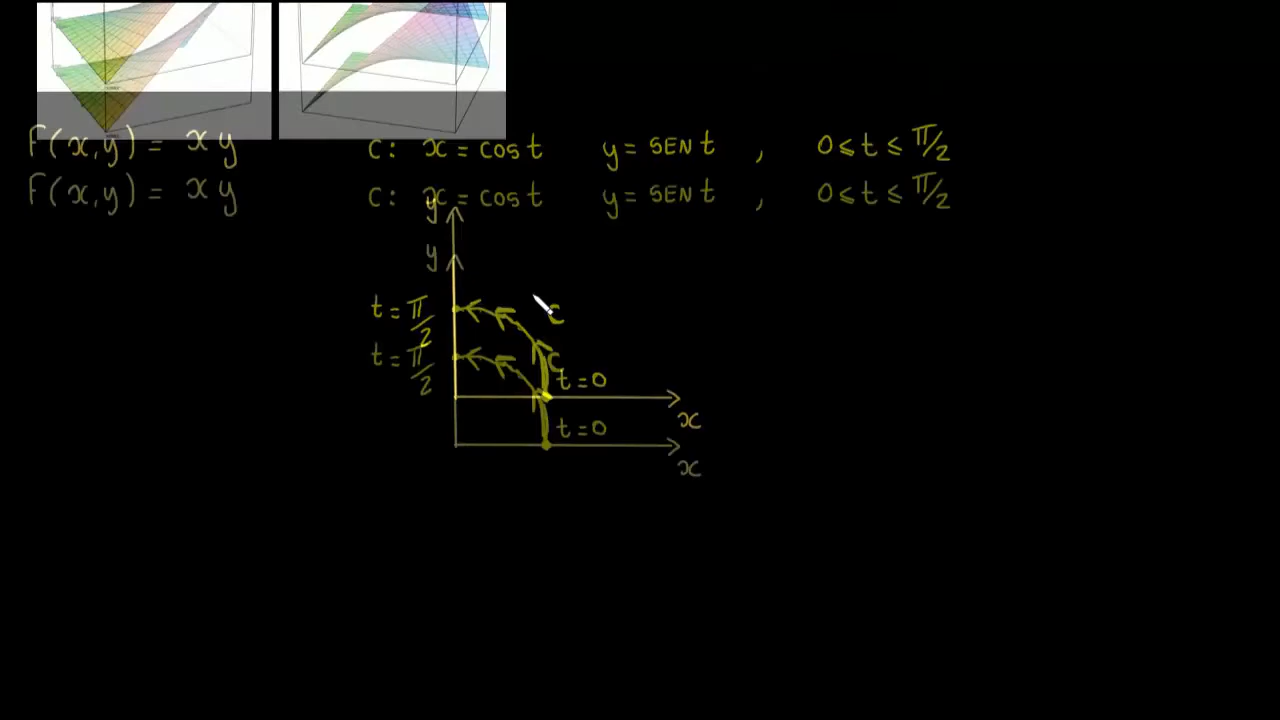 F(x,y) = xy C: x = cos t y = SEN t , 0 ≤ t ≤ π/2
F(x,y) = xy C: x = cos t y = SEN t , 0 ≤ t ≤ π/2
y
y
t = π/2 C
t = π/2 C
t = 0
x
t = 0
x